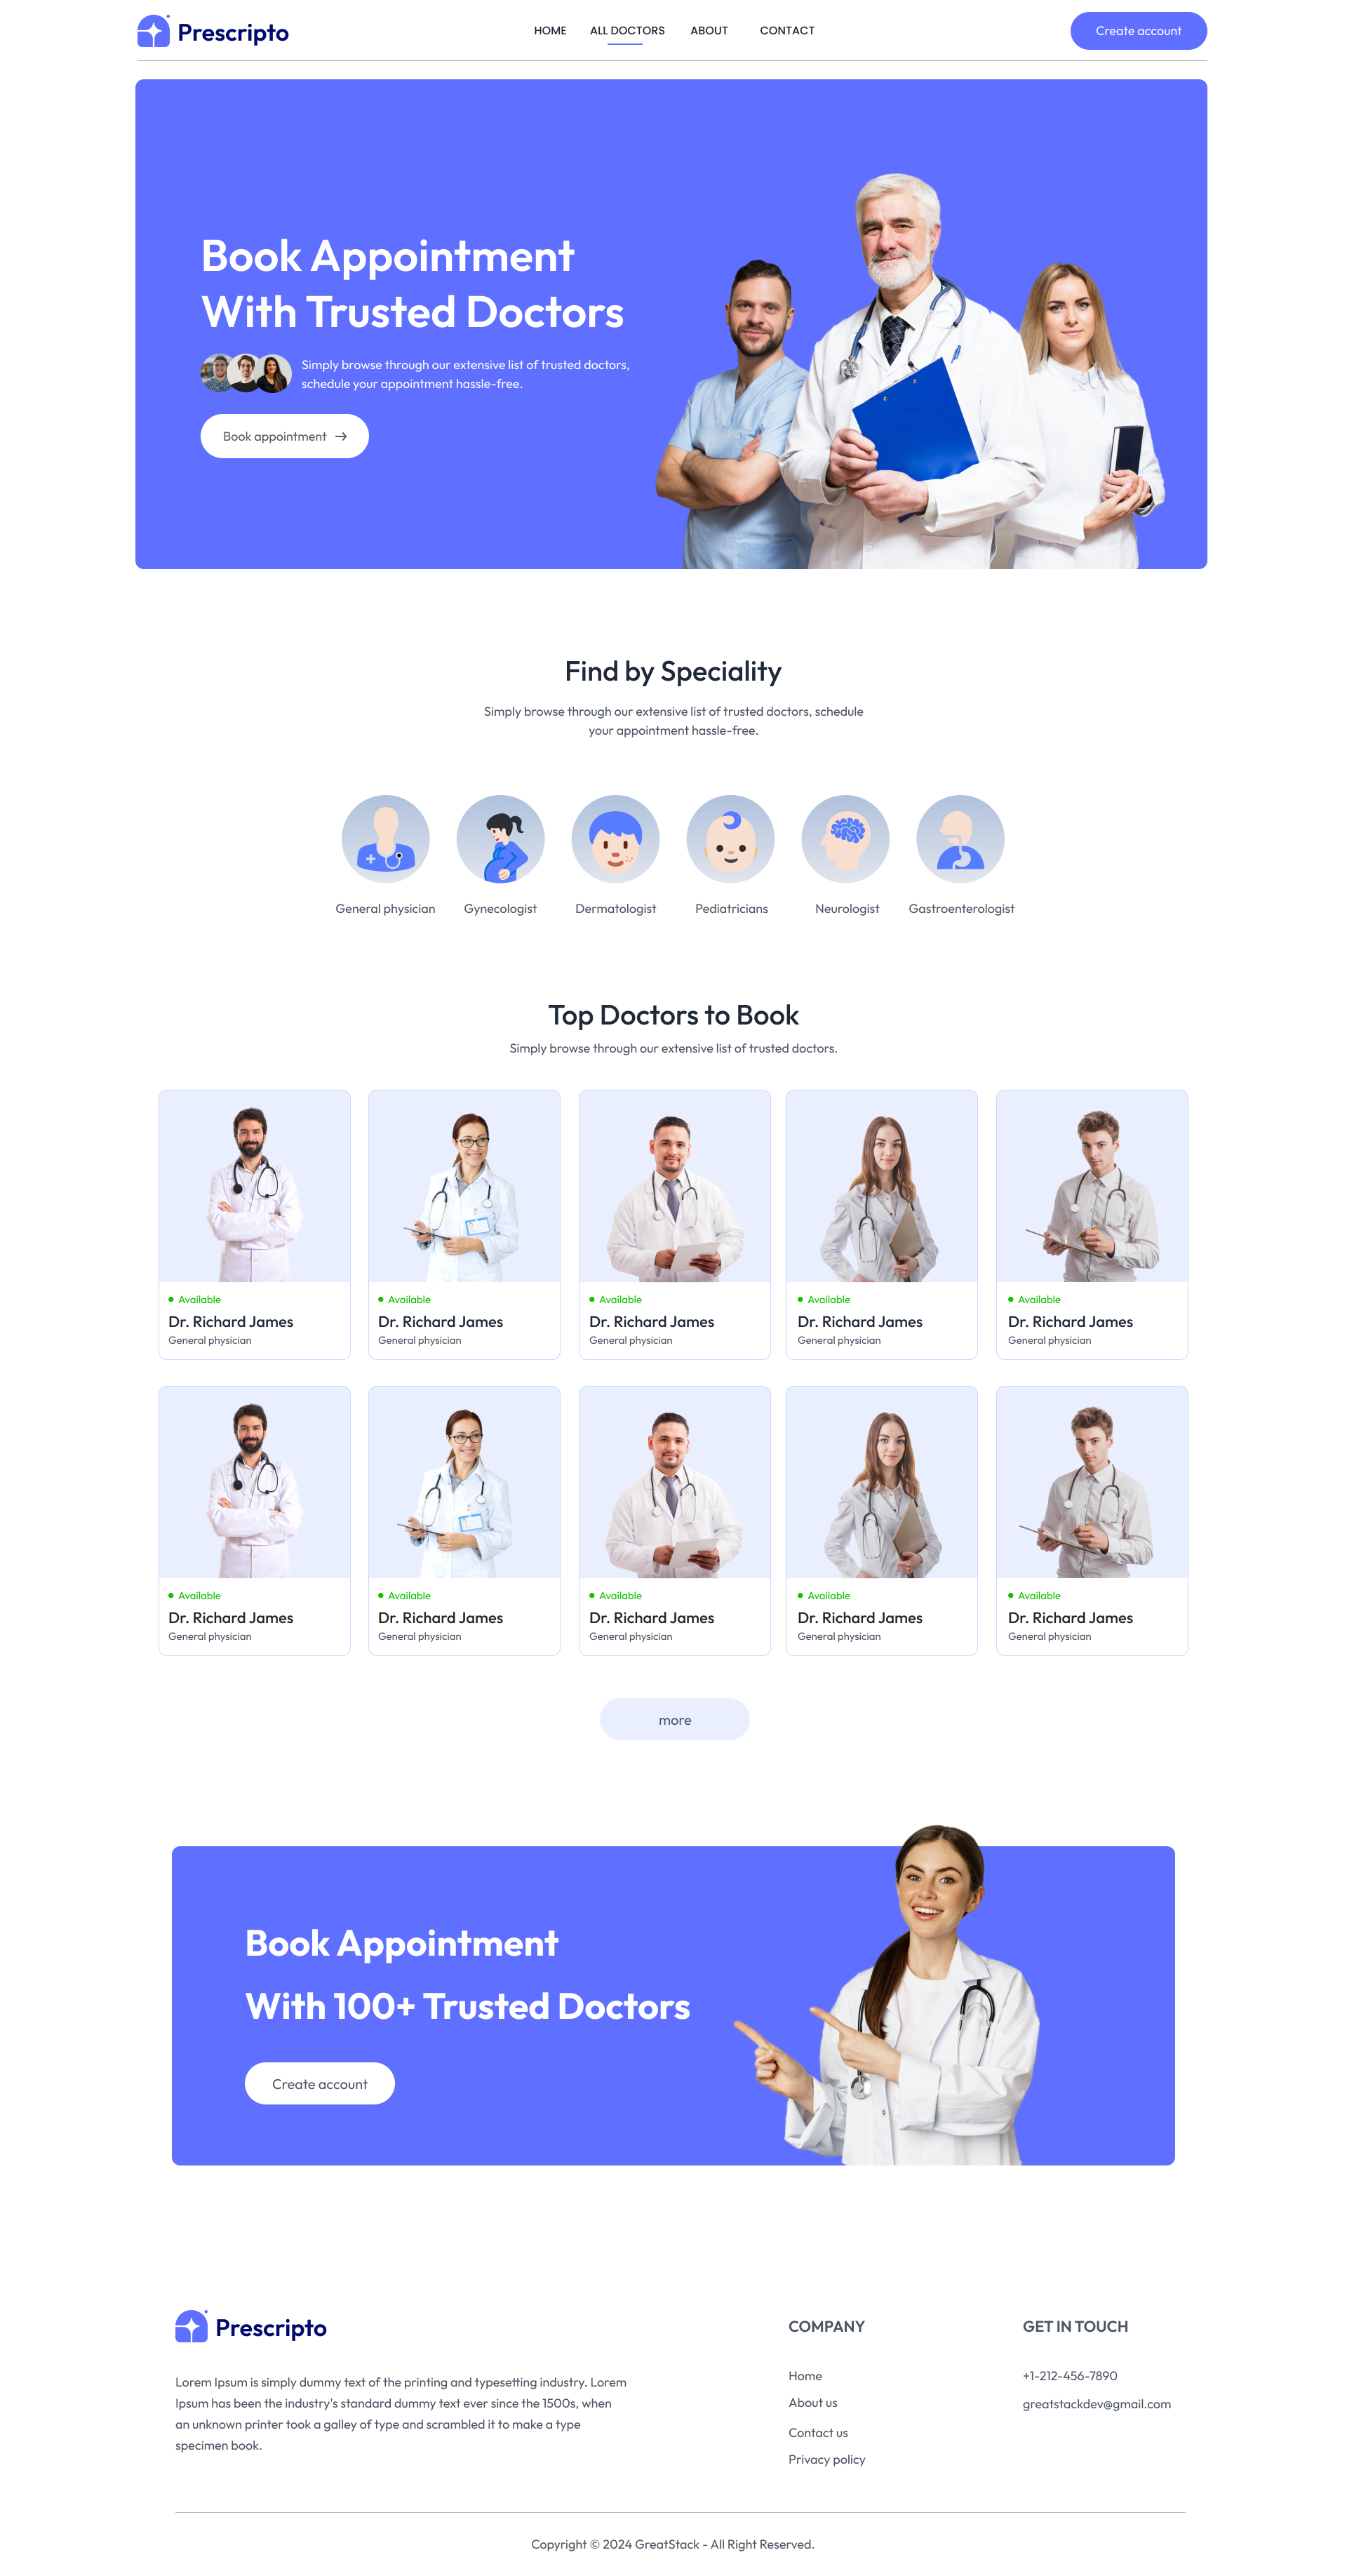 Prescripto
HOME
ALL DOCTORS
ABOUT
CONTACT
Create account
Book Appointment
With Trusted Doctors
Simply browse through our extensive list of trusted doctors,
schedule your appointment hassle-free.
Book appointment
Find by Speciality
Simply browse through our extensive list of trusted doctors, schedule
your appointment hassle-free.
General physician
Gynecologist
Dermatologist
Pediatricians
Neurologist
Gastroenterologist
Top Doctors to Book
Simply browse through our extensive list of trusted doctors.
Available
Dr. Richard James
General physician
Available
Dr. Richard James
General physician
Available
Dr. Richard James
General physician
Available
Dr. Richard James
General physician
Available
Dr. Richard James
General physician
Available
Dr. Richard James
General physician
Available
Dr. Richard James
General physician
Available
Dr. Richard James
General physician
Available
Dr. Richard James
General physician
Available
Dr. Richard James
General physician
more
Book Appointment
With 100+ Trusted Doctors
Create account
Prescripto
Lorem Ipsum is simply dummy text of the printing and typesetting industry. Lorem
Ipsum has been the industry's standard dummy text ever since the 1500s, when
an unknown printer took a galley of type and scrambled it to make a type
specimen book.
COMPANY
Home
About us
Contact us
Privacy policy
GET IN TOUCH
+1-212-456-7890
greatstackdev@gmail.com
Copyright © 2024 GreatStack - All Right Reserved.